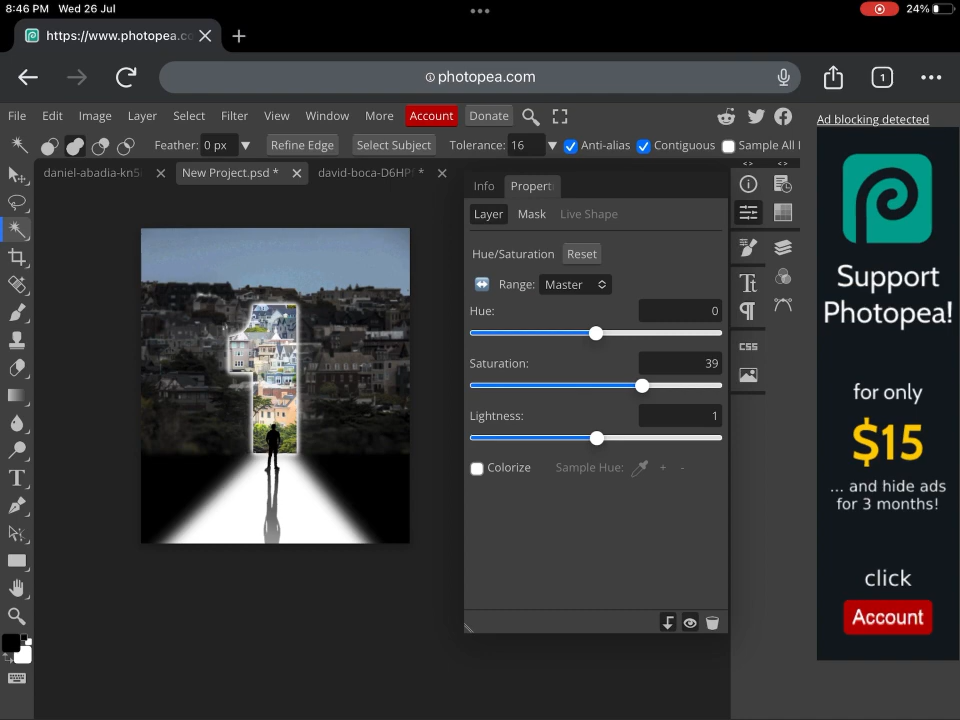 8:46 PM Wed 26 Jul
24%
https://www.photopea.co
photopea.com
1
File Edit Image Layer Select Filter View Window More Account Donate
Ad blocking detected
Feather: 0 px Refine Edge Select Subject Tolerance: 16 Anti-alias Contiguous Sample All
daniel-abadia-kn5 New Project.psd * david-boca-D6HP *
Info Propert
Layer Mask Live Shape
Hue/Saturation Reset
Range: Master
Hue: 0
Saturation: 39
Lightness: 1
Colorize Sample Hue: + -
CSS
Support
Photopea!
for only
$15
... and hide ads
for 3 months!
click
Account